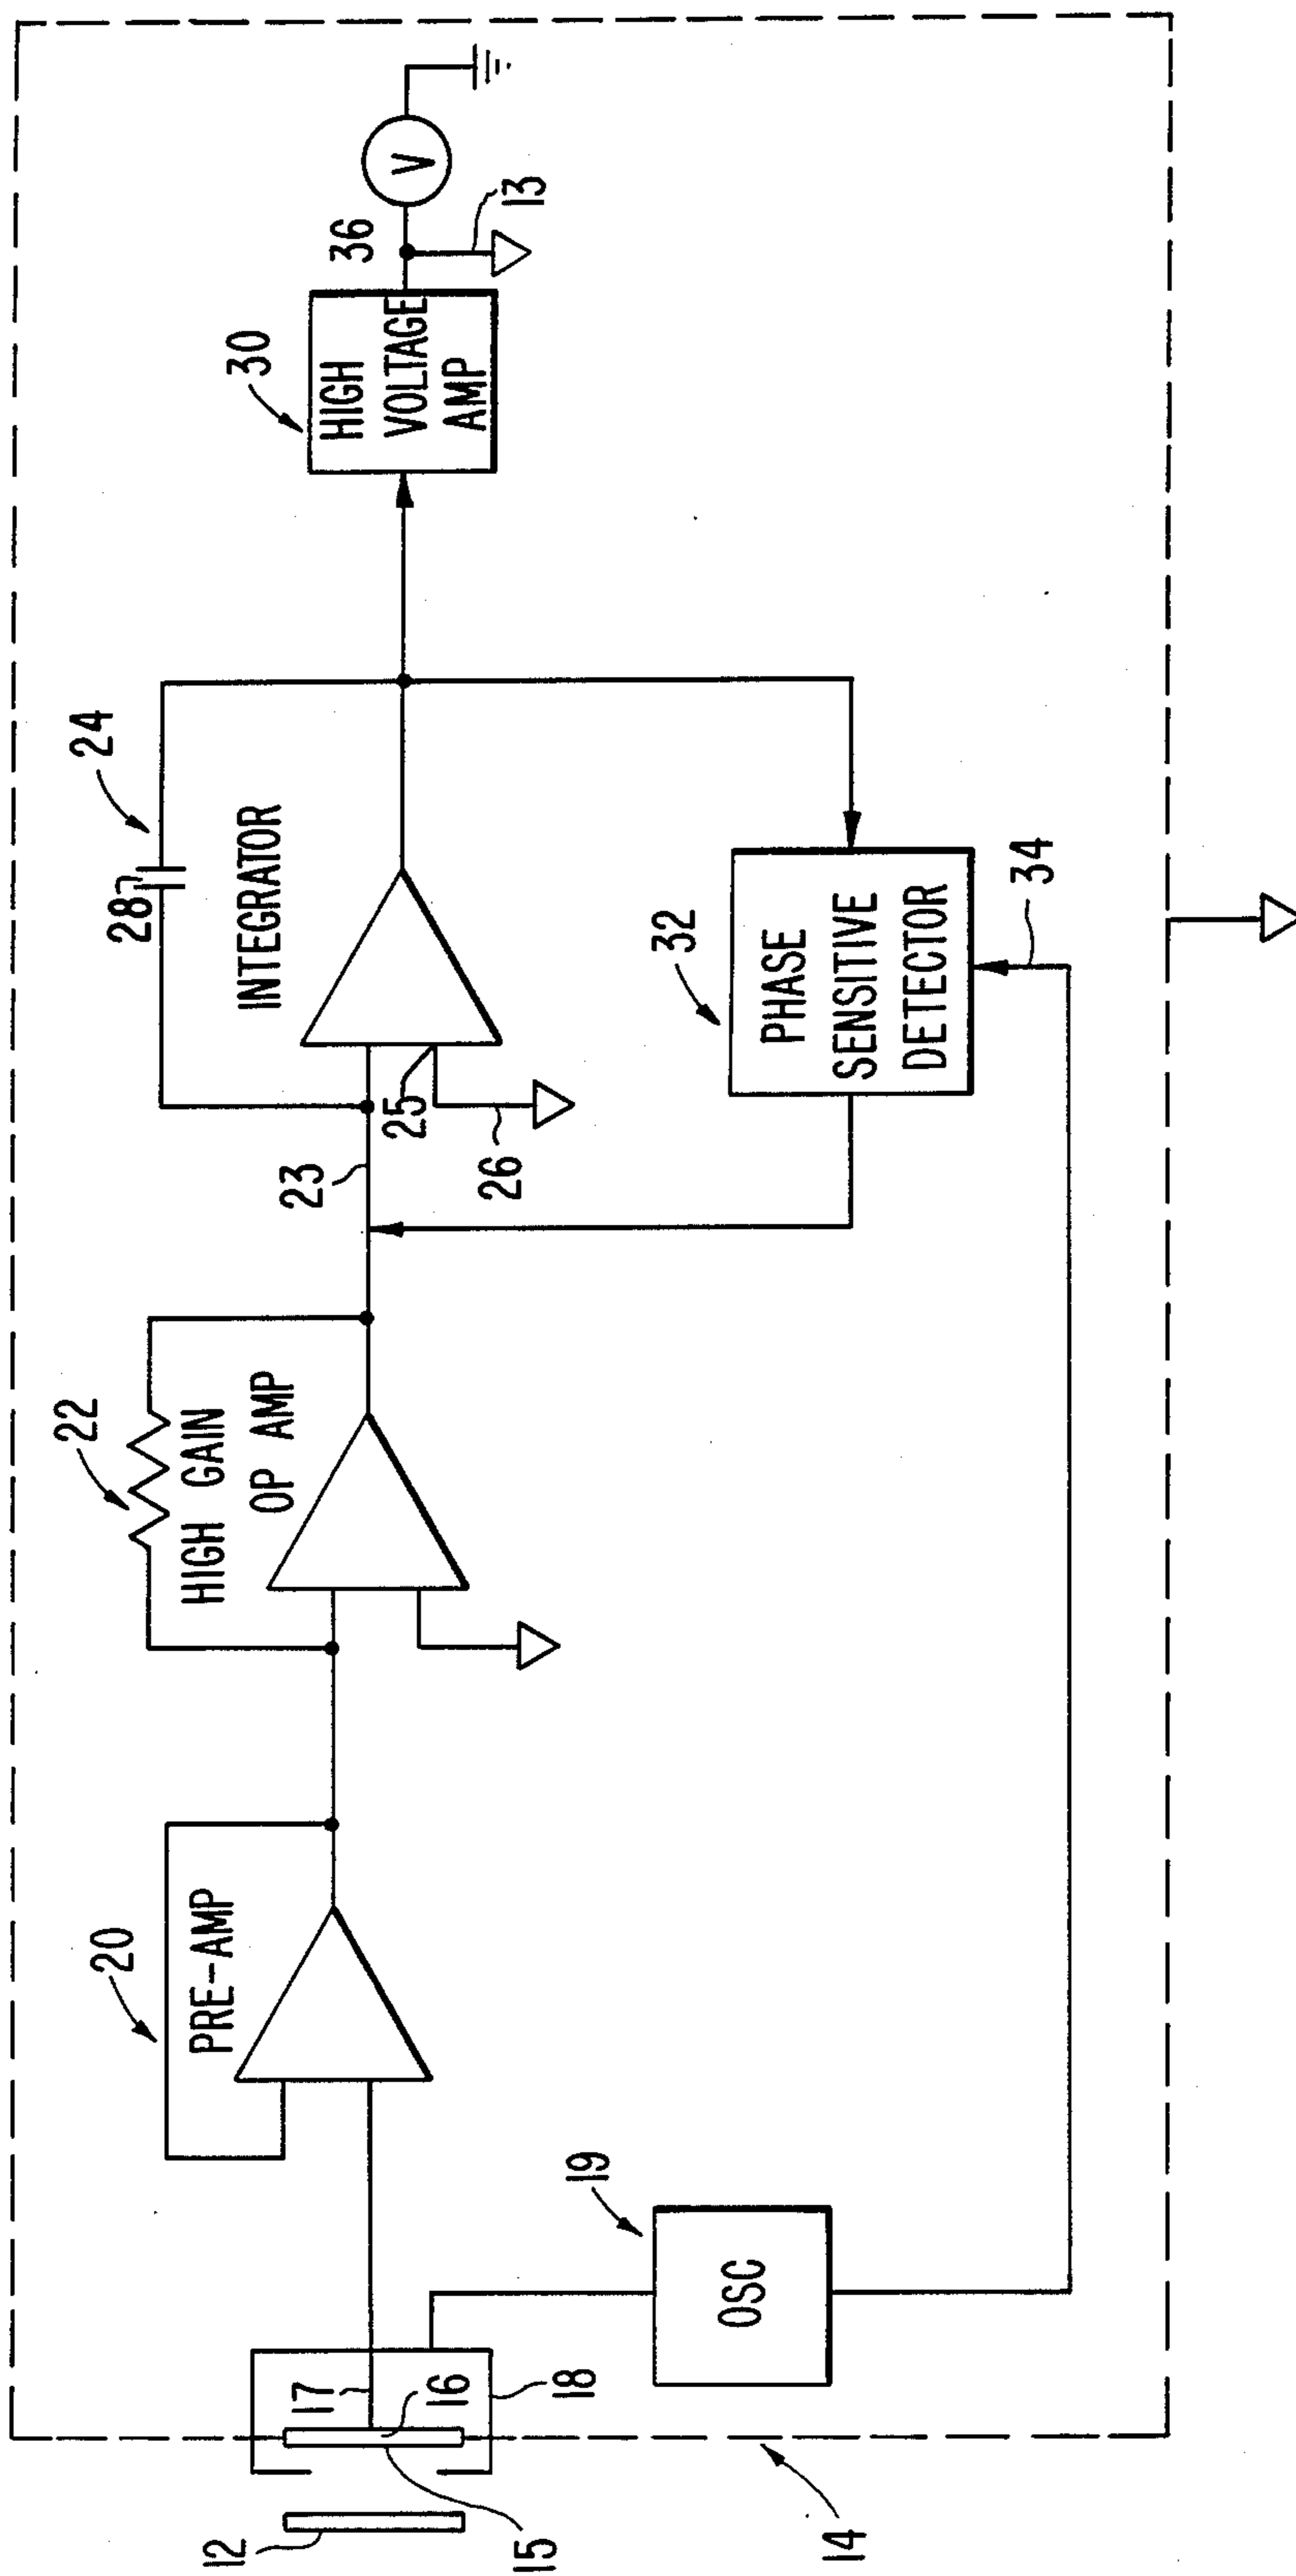 12
15
14
16
17
18
19
OSC
20
PRE-AMP
22
HIGH GAIN
OP AMP
23
24
INTEGRATOR
25
26
28
30
HIGH
VOLTAGE
AMP
32
PHASE
SENSITIVE
DETECTOR
34
36
13
V